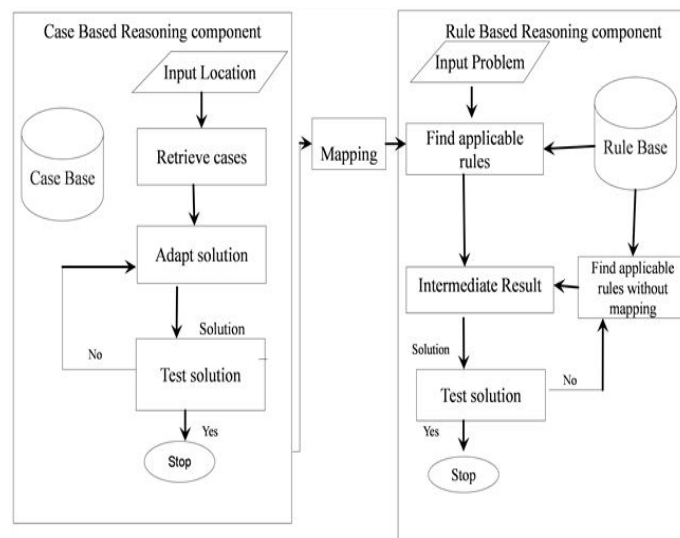 Case Based Reasoning component
Input Location
Case Base
Retrieve cases
Adapt solution
Solution
No
Test solution
Yes
Stop
Mapping
Rule Based Reasoning component
Input Problem
Find applicable
rules
Rule Base
Intermediate Result
Find applicable
rules without
mapping
Solution
Test solution
No
Yes
Stop